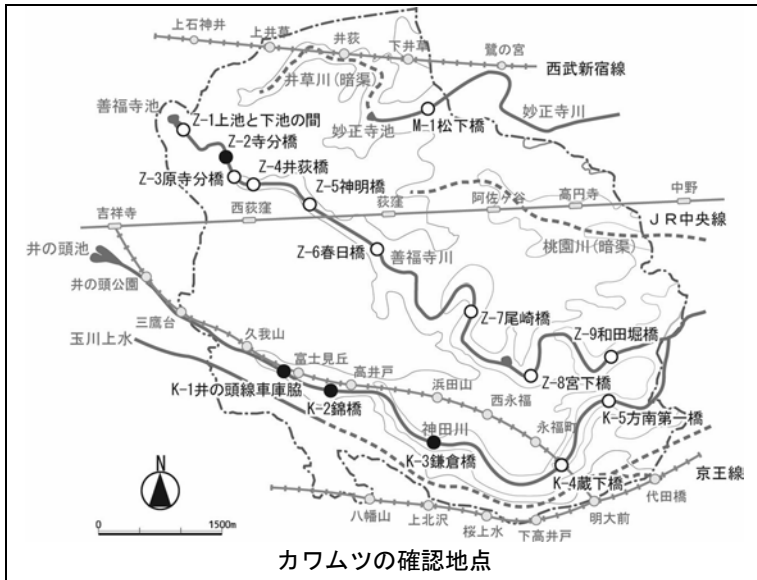 上石神井
上井草
井荻
下井草
鷺の宮
西武新宿線
井草川(暗渠)
善福寺池
Z-1上池と下池の間
妙正寺池
M-1松下橋
妙正寺川
Z-2寺分橋
Z-3原寺分橋
Z-4井荻橋
Z-5神明橋
吉祥寺
西荻窪
荻窪
阿佐ケ谷
高円寺
中野
JR中央線
井の頭池
Z-6春日橋
善福寺川
桃園川(暗渠)
井の頭公園
三鷹台
Z-7尾崎橋
玉川上水
久我山
Z-9和田堀橋
富士見丘
高井戸
Z-8宮下橋
K-1井の頭線車庫脇
浜田山
K-2錦橋
西永福
K-5方南第一橋
神田川
永福町
K-3鎌倉橋
K-4蔵下橋
京王線
N
代田橋
0 1500m
八幡山
上北沢
桜上水
下高井戸
明大前
カワムツの確認地点